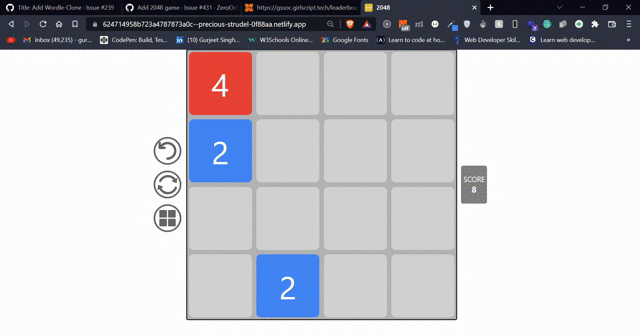 Title: Add Wordle-Clone · Issue #239
Add 2048 game · Issue #431 · ZeroOc
https://gssoc.girlscript.tech/leaderbo
2048
624714958b723a4787873a0c--precious-strudel-0f88aa.netlify.app
Inbox (49,235) - gur...
CodePen: Build, Tes...
(10) Gurjeet Singh...
W3Schools Online...
Google Fonts
Learn to code at ho...
Web Developer Skil...
Learn web develop...
4
2
SCORE
8
2